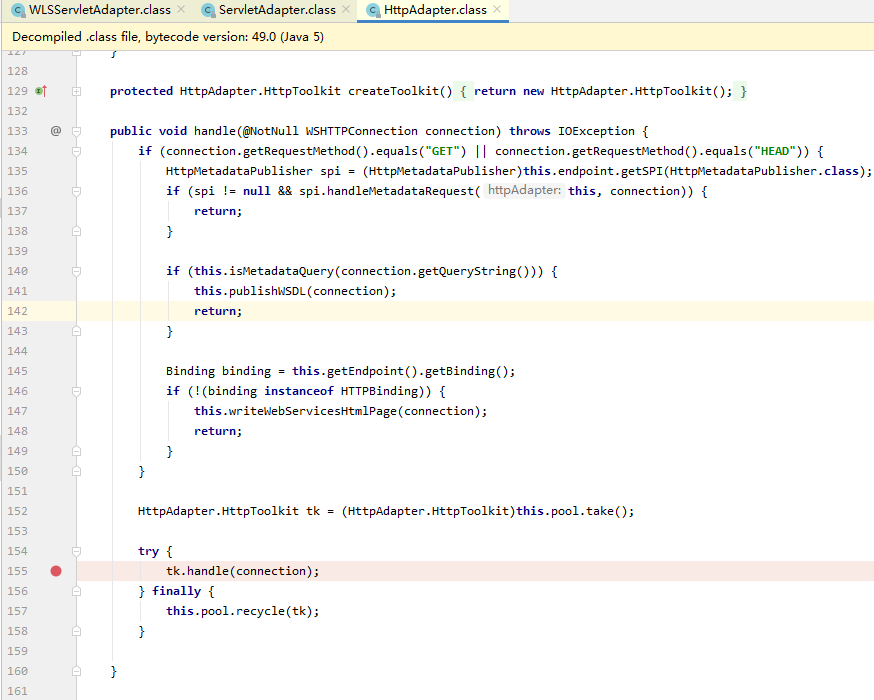 WLSServletAdapter.class × ServletAdapter.class × HttpAdapter.class ×
Decompiled .class file, bytecode version: 49.0 (Java 5)
127 }
128
129 protected HttpAdapter.HttpToolkit createToolkit() { return new HttpAdapter.HttpToolkit(); }
132
133 @ public void handle(@NotNull WSHTTPConnection connection) throws IOException {
134 if (connection.getRequestMethod().equals("GET") || connection.getRequestMethod().equals("HEAD")) {
135 HttpMetadataPublisher spi = (HttpMetadataPublisher)this.endpoint.getSPI(HttpMetadataPublisher.class);
136 if (spi != null && spi.handleMetadataRequest( httpAdapter: this, connection)) {
137 return;
138 }
139
140 if (this.isMetadataQuery(connection.getQueryString())) {
141 this.publishWSDL(connection);
142 return;
143 }
144
145 Binding binding = this.getEndpoint().getBinding();
146 if (!(binding instanceof HTTPBinding)) {
147 this.writeWebServicesHtmlPage(connection);
148 return;
149 }
150 }
151
152 HttpAdapter.HttpToolkit tk = (HttpAdapter.HttpToolkit)this.pool.take();
153
154 try {
155 tk.handle(connection);
156 } finally {
157 this.pool.recycle(tk);
158 }
159
160 }
161